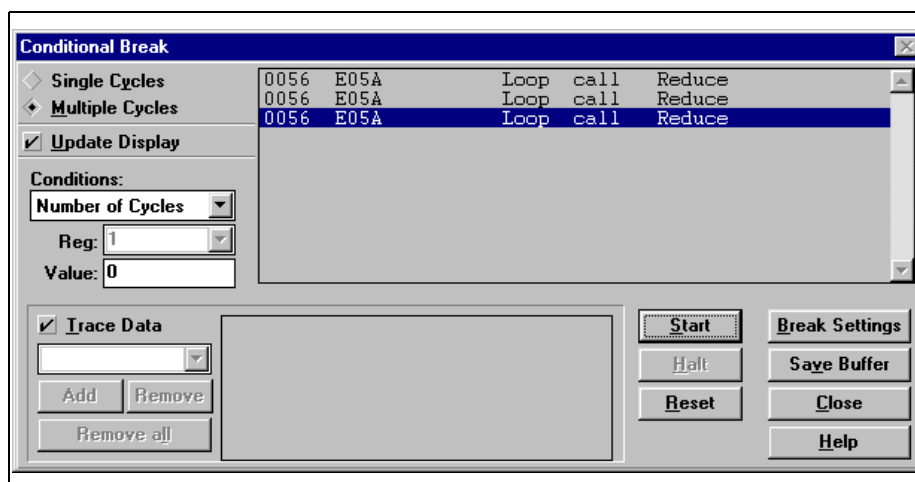 Conditional Break
Single Cycles
Multiple Cycles
Update Display
Conditions:
Number of Cycles
Reg: 1
Value: 0
0056 E05A Loop call Reduce
0056 E05A Loop call Reduce
0056 E05A Loop call Reduce
Trace Data
Add Remove
Remove all
Start
Halt
Reset
Break Settings
Save Buffer
Close
Help